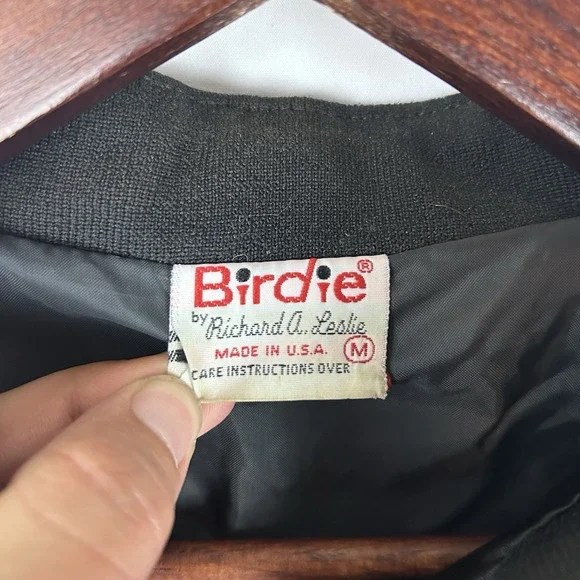 Birdie®
by Richard A. Leslie
MADE IN U.S.A. M
CARE INSTRUCTIONS OVER